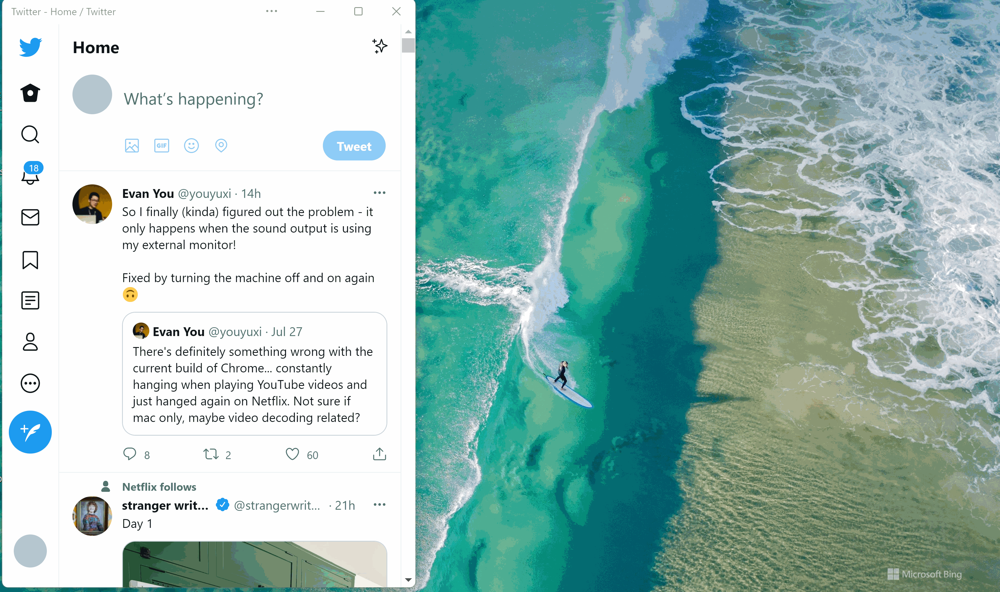 Twitter - Home / Twitter
Home
What's happening?
GIF
Tweet
18
Evan You @youyuxi · 14h
So I finally (kinda) figured out the problem - it
only happens when the sound output is using
my external monitor!
Fixed by turning the machine off and on again
🙃
Evan You @youyuxi · Jul 27
There's definitely something wrong with the
current build of Chrome... constantly
hanging when playing YouTube videos and
just hanged again on Netflix. Not sure if
mac only, maybe video decoding related?
8 2 60
Netflix follows
stranger writ... @strangerwrit... · 21h
Day 1
Microsoft Bing